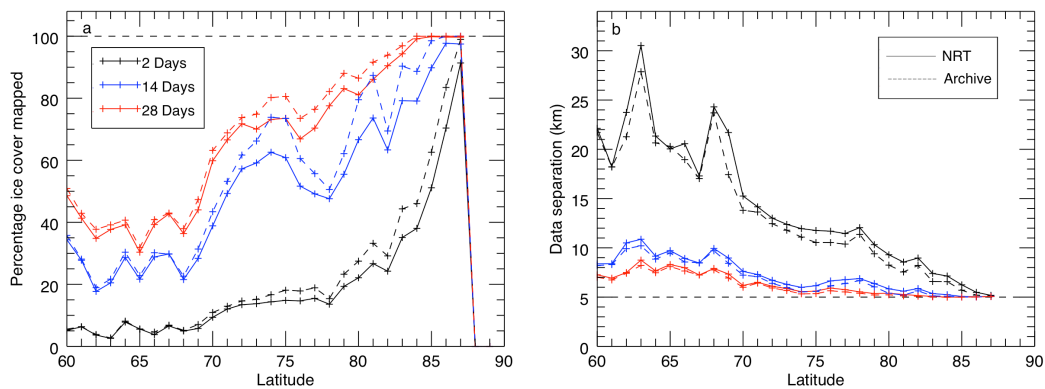 a
100
80
60
40
20
0
Percentage ice cover mapped
2 Days
14 Days
28 Days
60 65 70 75 80 85 90
Latitude
b
30
25
20
15
10
5
0
Data separation (km)
NRT
Archive
60 65 70 75 80 85 90
Latitude